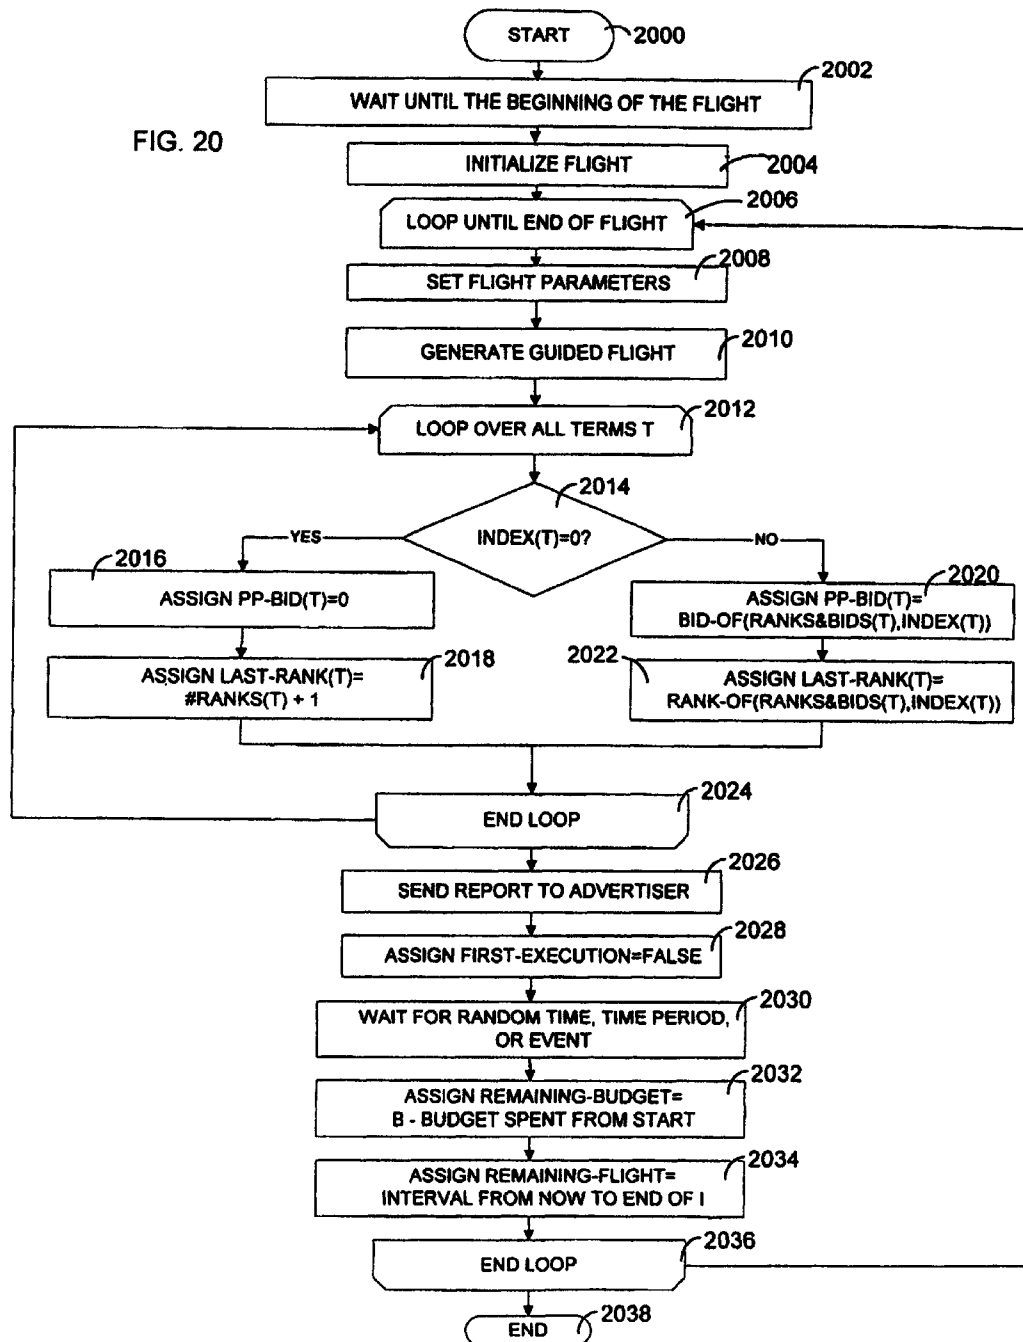 START
2000
2002
WAIT UNTIL THE BEGINNING OF THE FLIGHT
FIG. 20
INITIALIZE FLIGHT
2004
2006
LOOP UNTIL END OF FLIGHT
2008
SET FLIGHT PARAMETERS
2010
GENERATE GUIDED FLIGHT
2012
LOOP OVER ALL TERMS T
2014
INDEX(T)=0?
YES
NO
2016
ASSIGN PP-BID(T)=0
2020
ASSIGN PP-BID(T)=
BID-OF(RANKS&BIDS(T),INDEX(T))
2018
ASSIGN LAST-RANK(T)=
#RANKS(T) + 1
2022
ASSIGN LAST-RANK(T)=
RANK-OF(RANKS&BIDS(T),INDEX(T))
2024
END LOOP
2026
SEND REPORT TO ADVERTISER
2028
ASSIGN FIRST-EXECUTION=FALSE
2030
WAIT FOR RANDOM TIME, TIME PERIOD,
OR EVENT
2032
ASSIGN REMAINING-BUDGET=
B - BUDGET SPENT FROM START
2034
ASSIGN REMAINING-FLIGHT=
INTERVAL FROM NOW TO END OF I
2036
END LOOP
2038
END